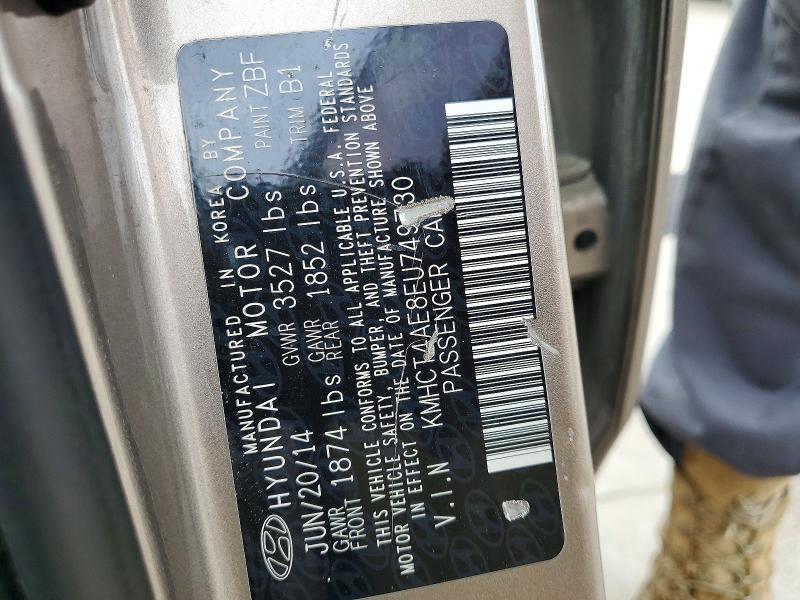 MANUFACTURED IN KOREA BY
HYUNDAI MOTOR COMPANY
JUN/20/14 GVWR 3527 lbs PAINT ZBF
GAWR FRONT 1874 lbs GAWR REAR 1852 lbs TRIM B1
THIS VEHICLE CONFORMS TO ALL APPLICABLE U.S.A. FEDERAL
MOTOR VEHICLE SAFETY, BUMPER, AND THEFT PREVENTION STANDARDS
IN EFFECT ON THE DATE OF MANUFACTURE SHOWN ABOVE
V.I.N
PASSENGER